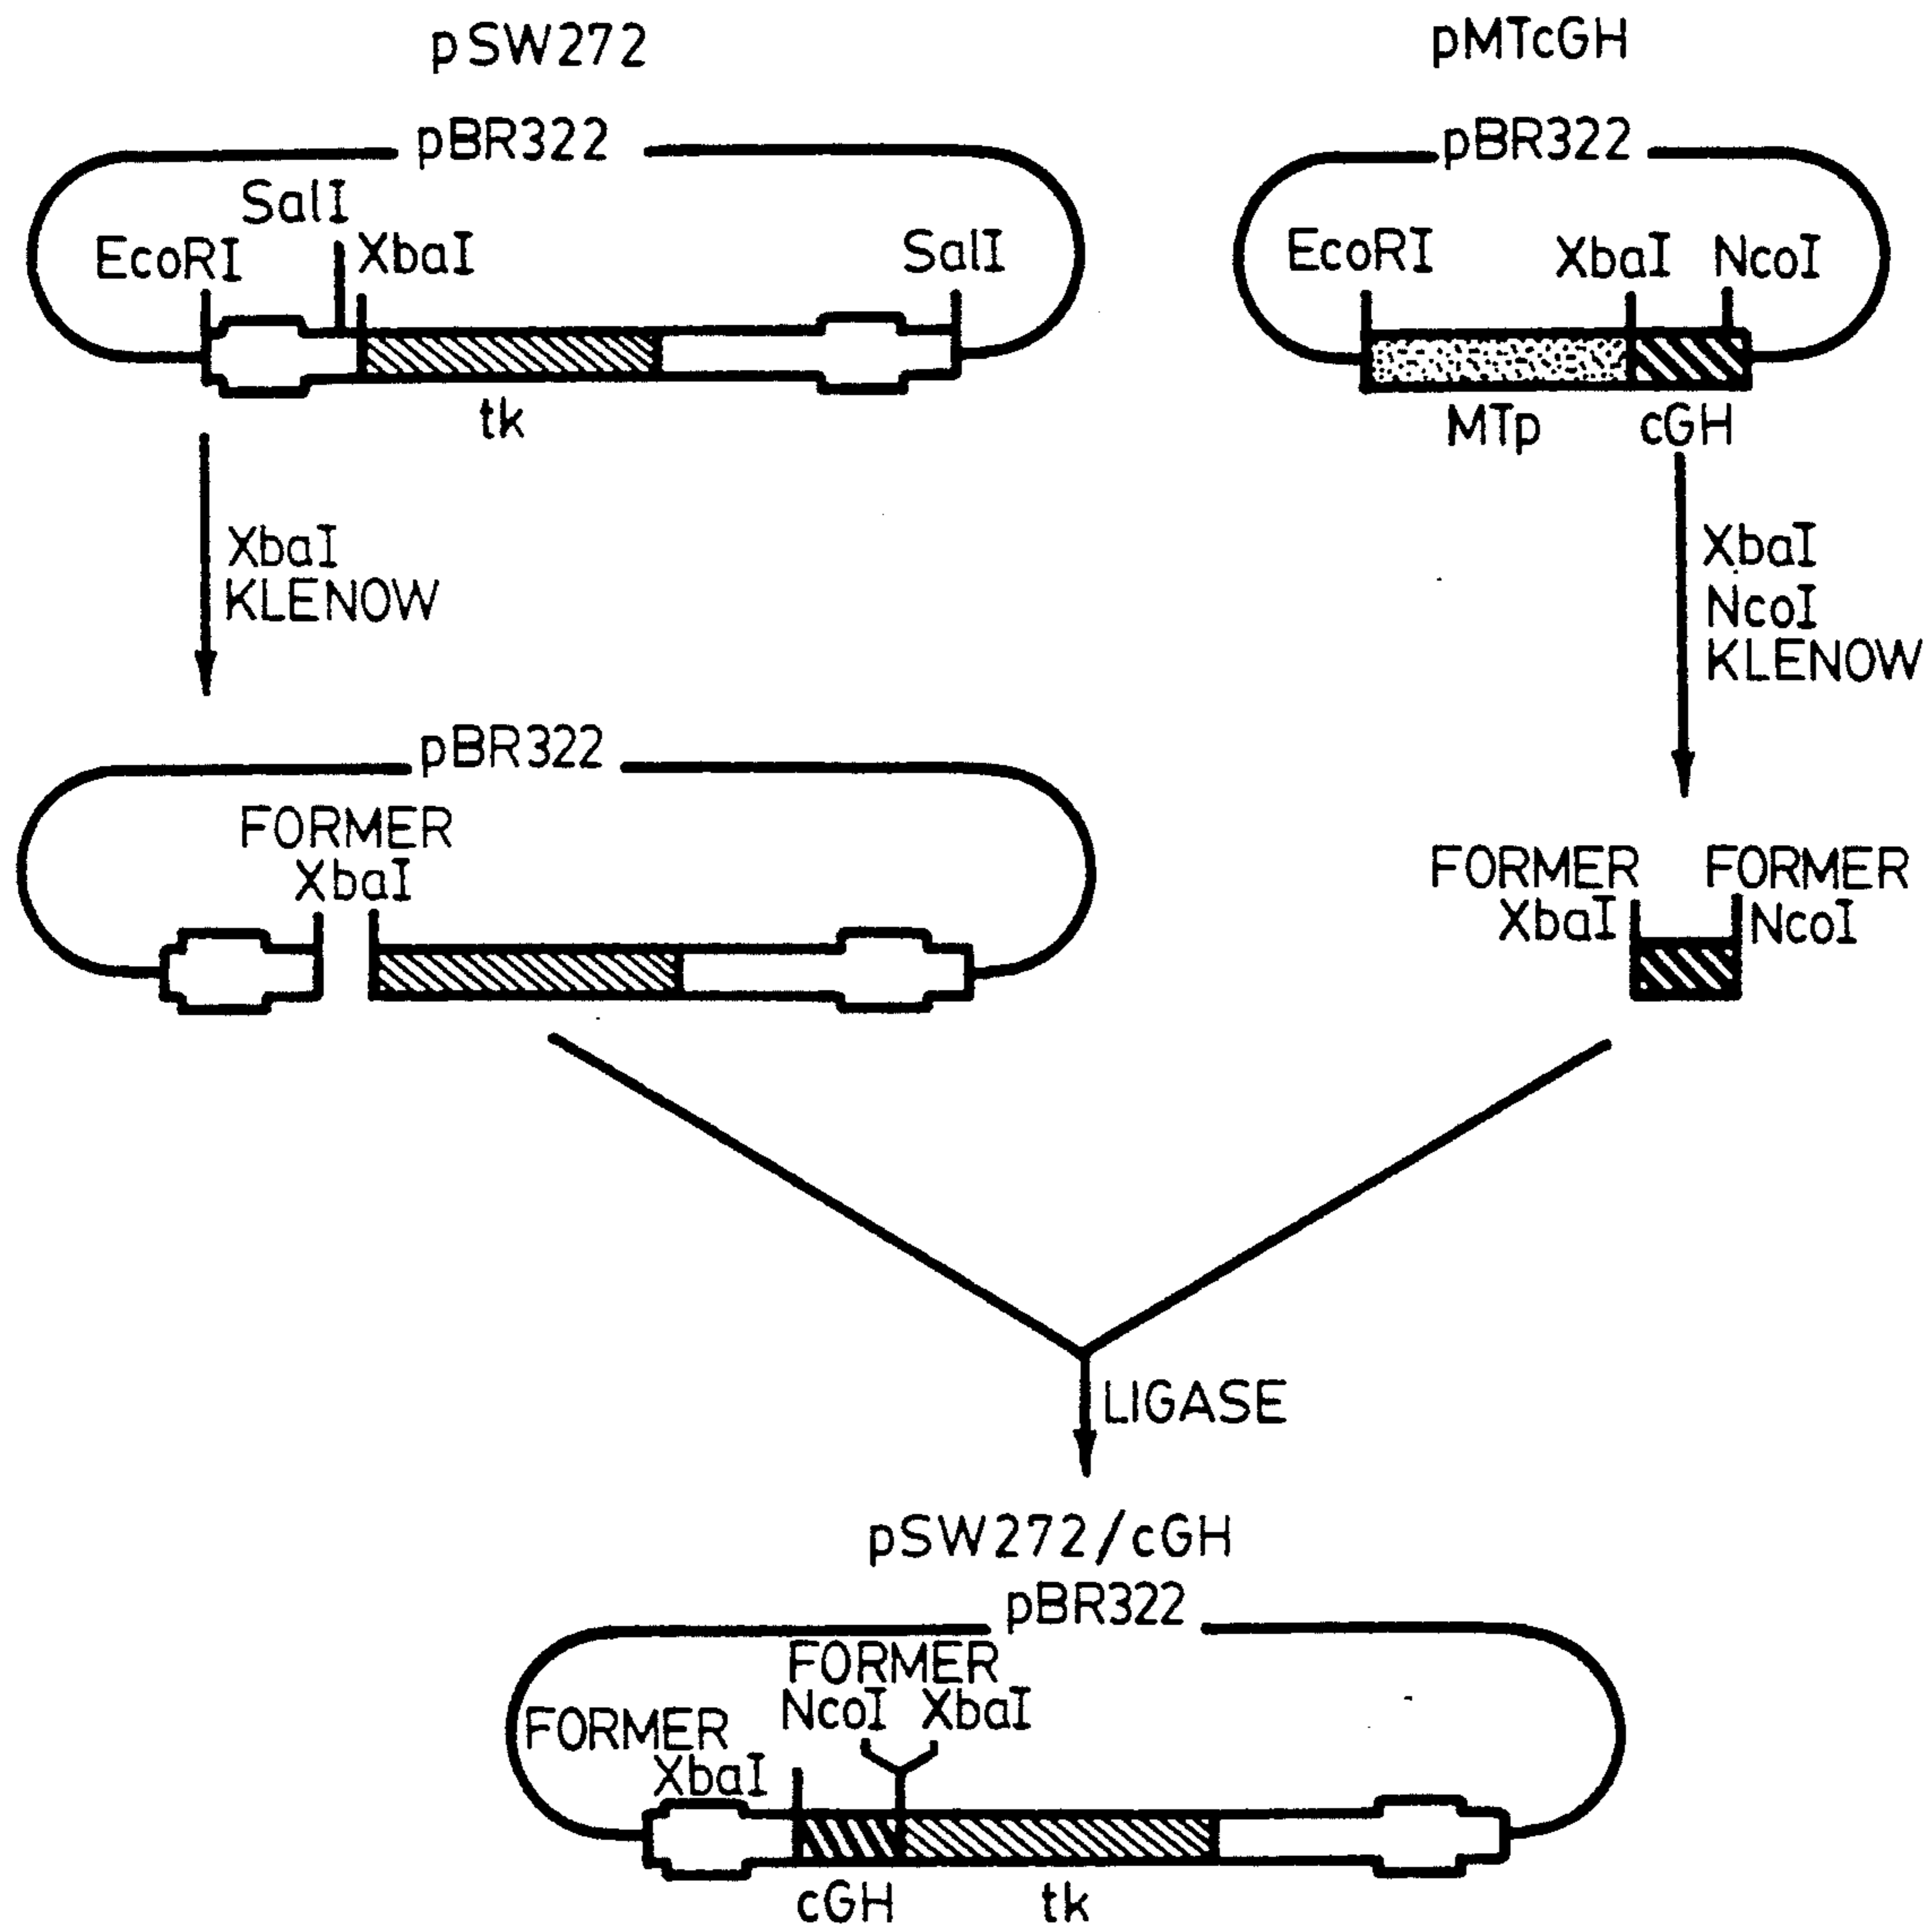 pSW272
pBR322
SalI
EcoRI
XbaI
SalI
tk
pMTcGH
pBR322
EcoRI
XbaI
NcoI
MTp
cGH
XbaI
KLENOW
XbaI
NcoI
KLENOW
pBR322
FORMER
XbaI
FORMER
XbaI
FORMER
NcoI
LIGASE
pSW272/cGH
pBR322
FORMER
NcoI XbaI
FORMER
XbaI
cGH
tk